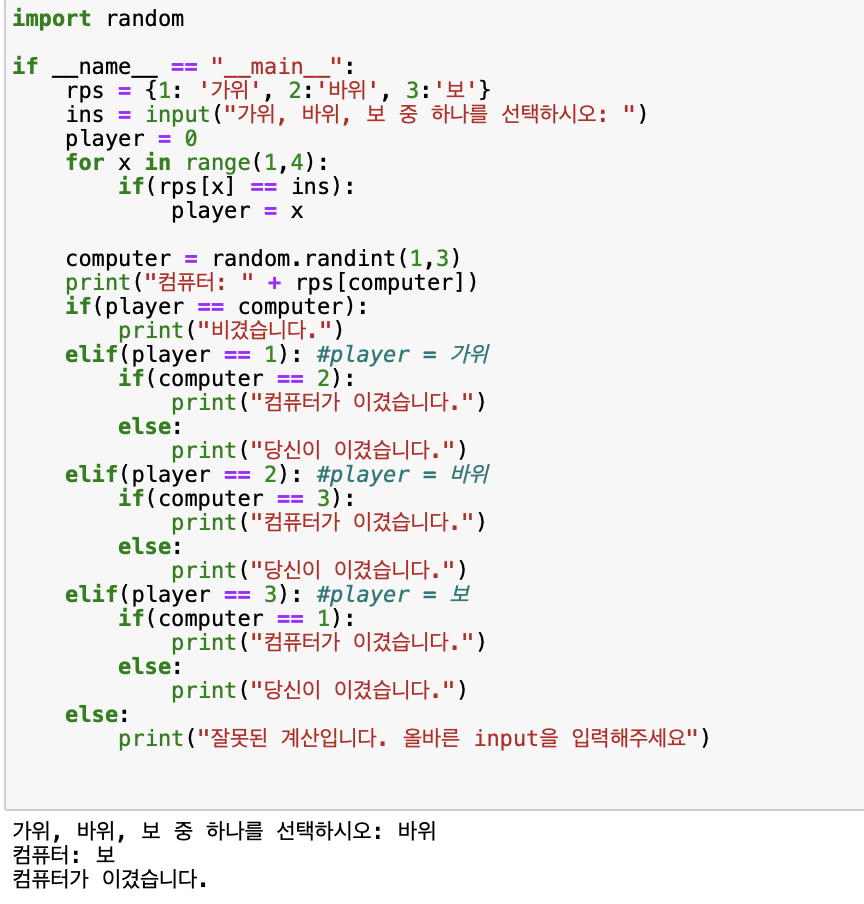 import random
if __name__ == "__main__":
    rps = {1: '가위', 2:'바위', 3:'보'}
    ins = input("가위, 바위, 보 중 하나를 선택하시오: ")
    player = 0
    for x in range(1,4):
        if(rps[x] == ins):
            player = x
    computer = random.randint(1,3)
    print("컴퓨터: " + rps[computer])
    if(player == computer):
        print("비겼습니다.")
    elif(player == 1): #player = 가위
        if(computer == 2):
            print("컴퓨터가 이겼습니다.")
        else:
            print("당신이 이겼습니다.")
    elif(player == 2): #player = 바위
        if(computer == 3):
            print("컴퓨터가 이겼습니다.")
        else:
            print("당신이 이겼습니다.")
    elif(player == 3): #player = 보
        if(computer == 1):
            print("컴퓨터가 이겼습니다.")
        else:
            print("당신이 이겼습니다.")
    else:
        print("잘못된 계산입니다. 올바른 input을 입력해주세요")
가위, 바위, 보 중 하나를 선택하시오: 바위
컴퓨터: 보
컴퓨터가 이겼습니다.